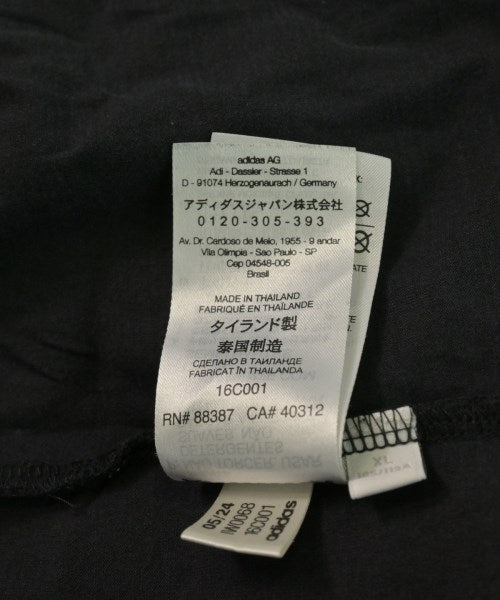 adidas AG
Adi - Dassler - Strasse 1
D - 91074 Herzogenaurach / Germany
アディダスジャパン株式会社
0120-305-393
Av. Dr. Cardoso de Melo, 1955 - 9 andar
Vila Olímpia - Sao Paulo - SP
Cep 04548-005
Brasil
MADE IN THAILAND
FABRIQUÉ EN THAÏLANDE
タイランド製
泰国制造
СДЕЛАНО В ТАИЛАНДЕ
FABRICAT ÎN THAILANDA
16C001
RN# 88387 CA# 40312
05/24
IW0068
16C001
adidas
XL